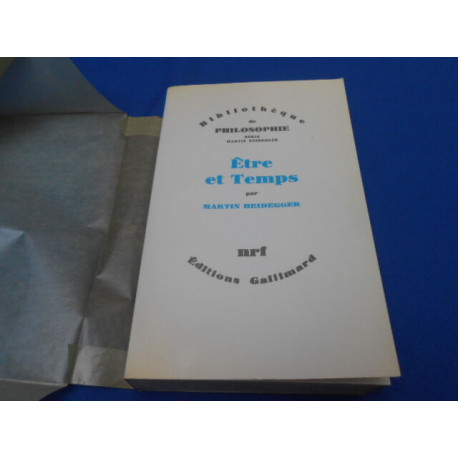 Bibliothèque
de
PHILOSOPHIE
SÉRIE
MARTIN HEIDEGGER
Être
et Temps
par
MARTIN HEIDEGGER
nrf
Éditions Gallimard